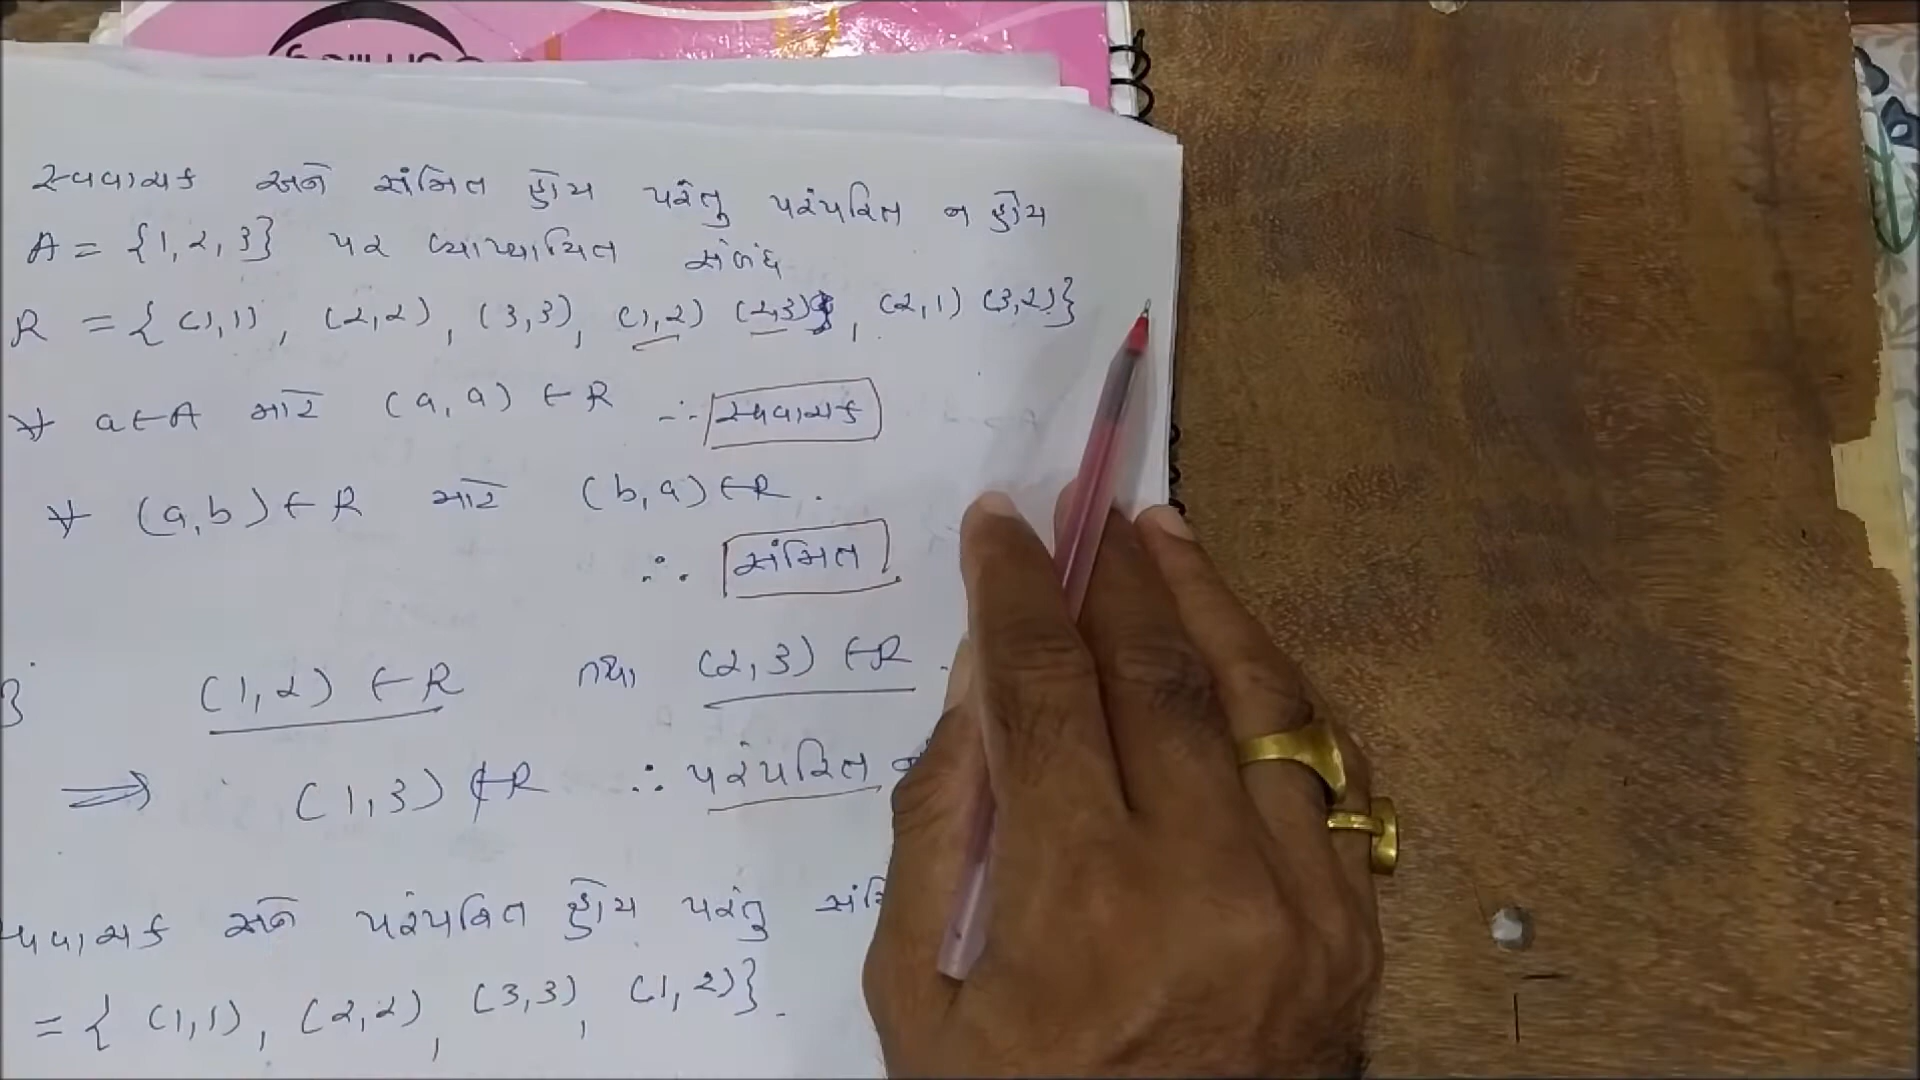 સ્વવાચક અને સંમિત હોય પરંતુ પરંપરિત ન હોય
A = {1, 2, 3} પર વ્યાખ્યાયિત સંબંધ
R = { (1,1), (2,2), (3,3), (1,2) (2,3), (2,1) (3,2)}
∀ a ∈ A માટે (a, a) ∈ R ∴ સ્વવાચક
∀ (a,b) ∈ R માટે (b,a) ∈ R.
∴ સંમિત
(1,2) ∈ R તથા (2,3) ∈ R.
⇒ (1,3) ∉ R ∴ પરંપરિત ન
સ્વવાચક અને પરંપરિત હોય પરંતુ
= { (1,1), (2,2), (3,3), (1,2)}.